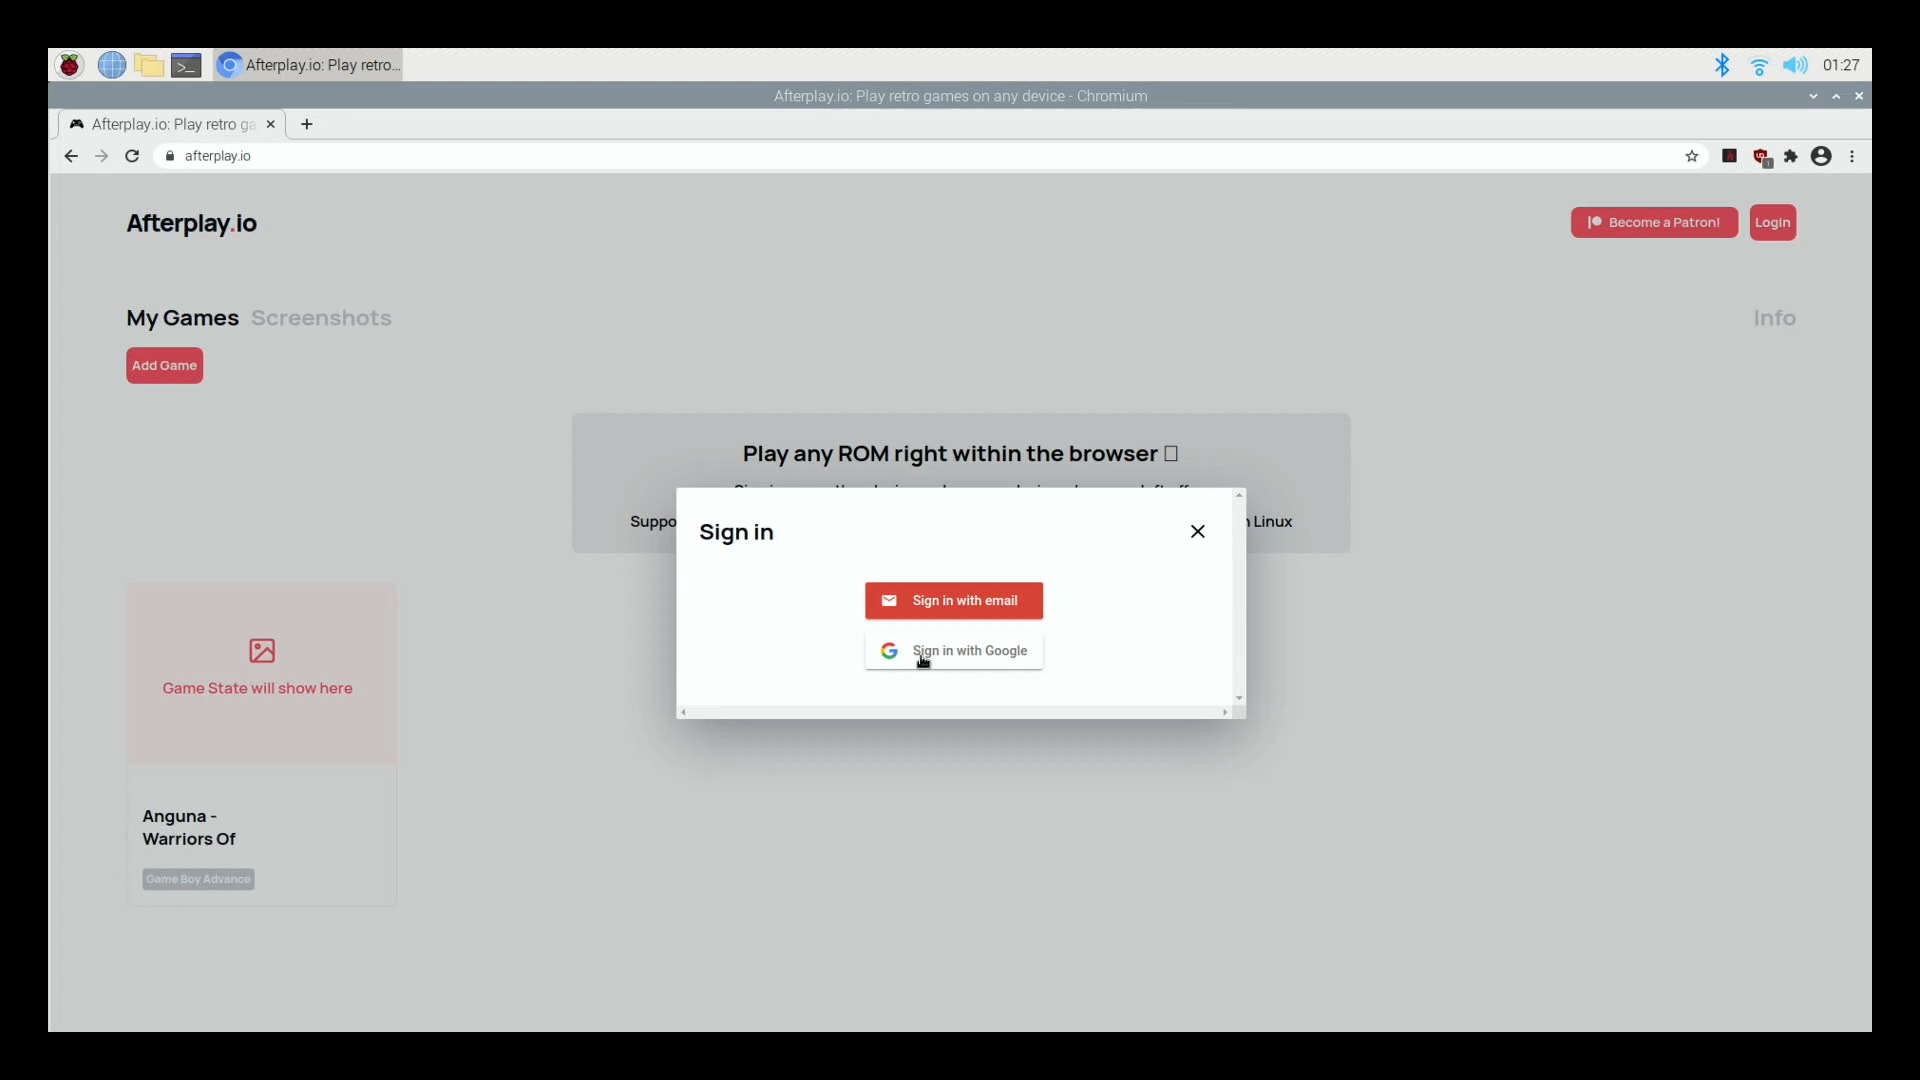 Afterplay.io: Play retro...
01:27
Afterplay.io: Play retro games on any device - Chromium
Afterplay.io: Play retro ga
afterplay.io
Afterplay.io
Become a Patron!
Login
My Games
Screenshots
Info
Add Game
Play any ROM right within the browser
Suppo
Linux
Sign in
Sign in with email
Sign in with Google
Game State will show here
Anguna -
Warriors Of
Game Boy Advance